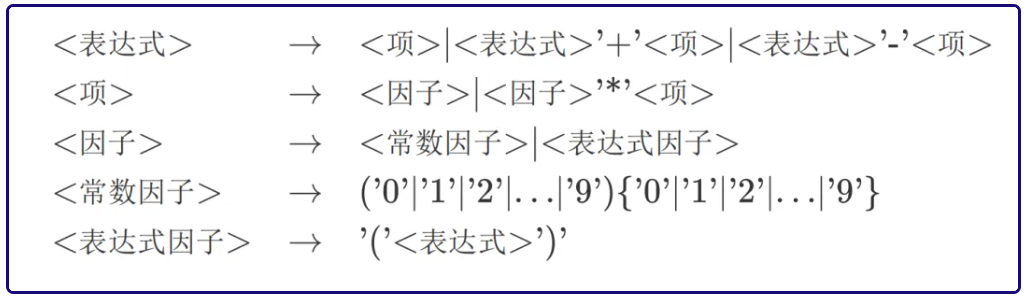 <表达式> → <项>|<表达式>’+’<项>|<表达式>’-’<项>
<项> → <因子>|<因子>’*’<项>
<因子> → <常数因子>|<表达式因子>
<常数因子> → (’0’|’1’|’2’|…|’9’){’0’|’1’|’2’|…|’9’}
<表达式因子> → ’(’<表达式>’)’